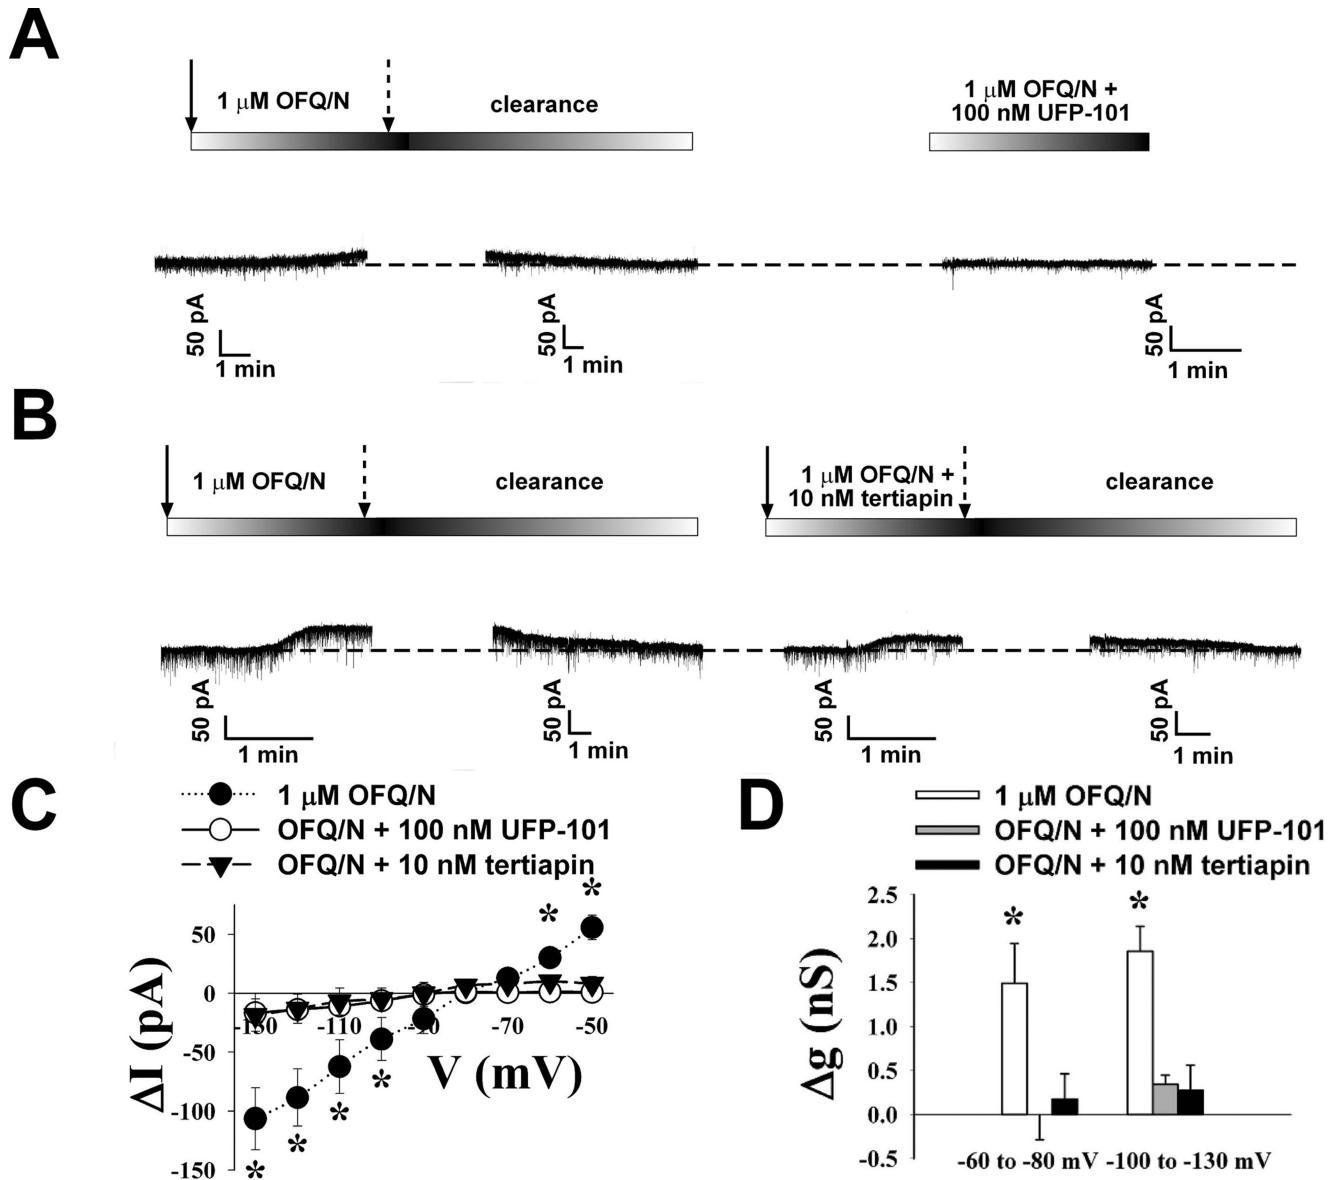 A
1 μM OFQ/N
clearance
1 μM OFQ/N +
100 nM UFP-101
50 pA
1 min
50 pA
1 min
50 pA
1 min
B
1 μM OFQ/N
clearance
1 μM OFQ/N +
10 nM tertiapin
clearance
50 pA
1 min
50 pA
1 min
50 pA
1 min
50 pA
1 min
C
1 μM OFQ/N
OFQ/N + 100 nM UFP-101
OFQ/N + 10 nM tertiapin
* *
50
0
-50
-100
-150
ΔI (pA)
-130 -110 -90 -70 -50
V (mV)
* * * *
D
1 μM OFQ/N
OFQ/N + 100 nM UFP-101
OFQ/N + 10 nM tertiapin
* *
2.5
2.0
1.5
1.0
0.5
0.0
-0.5
Δg (nS)
-60 to -80 mV -100 to -130 mV